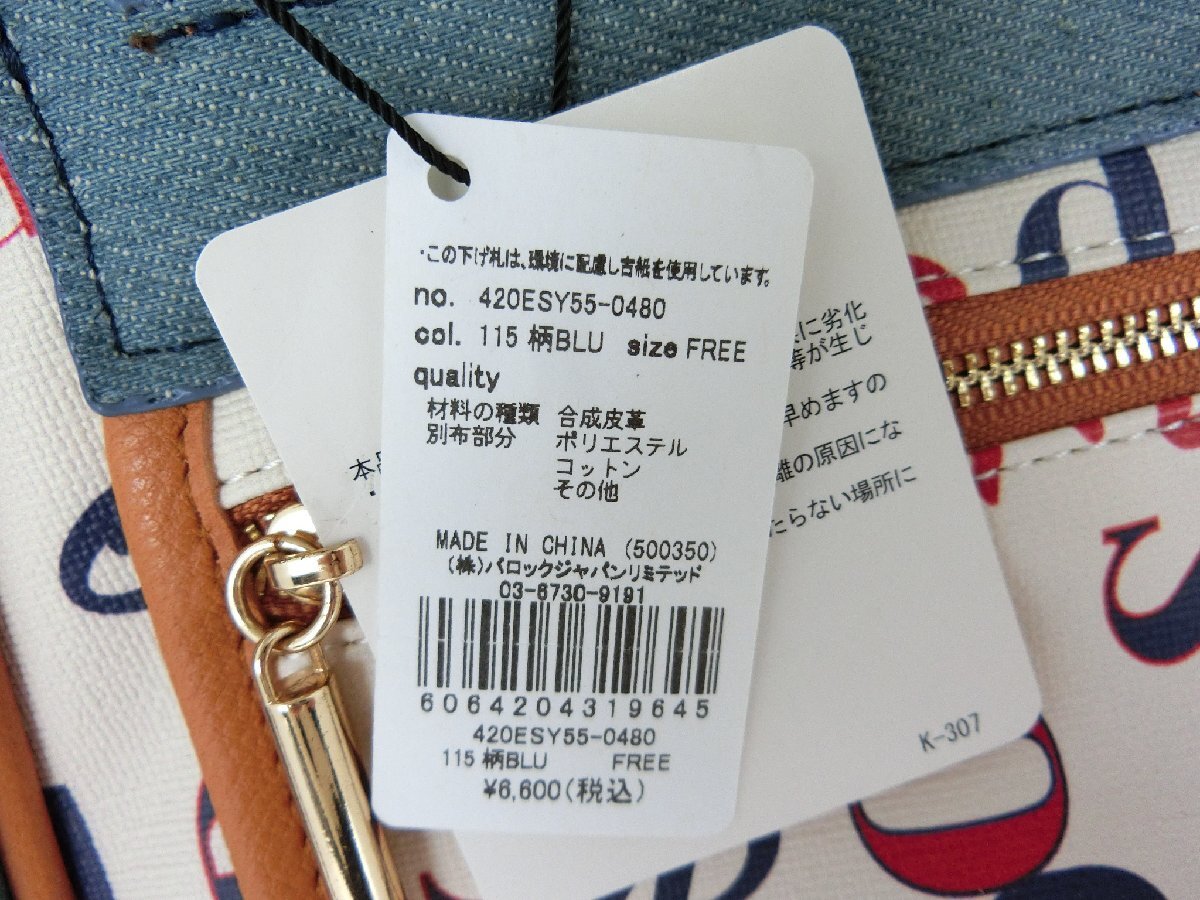 ・この下げ札は、環境に配慮し古紙を使用しています。
no. 420ESY55-0480
col. 115 柄BLU size FREE
quality
材料の種類 合成皮革
別布部分 ポリエステル
コットン
その他
MADE IN CHINA (500350)
(株)バロックジャパンリミテッド
03-6730-9191
6064204319645
420ESY55-0480
115 柄BLU FREE
¥6,600(税込)
に劣化
等が生じ
早めますの
離の原因にな
たらない場所に
本
K-307